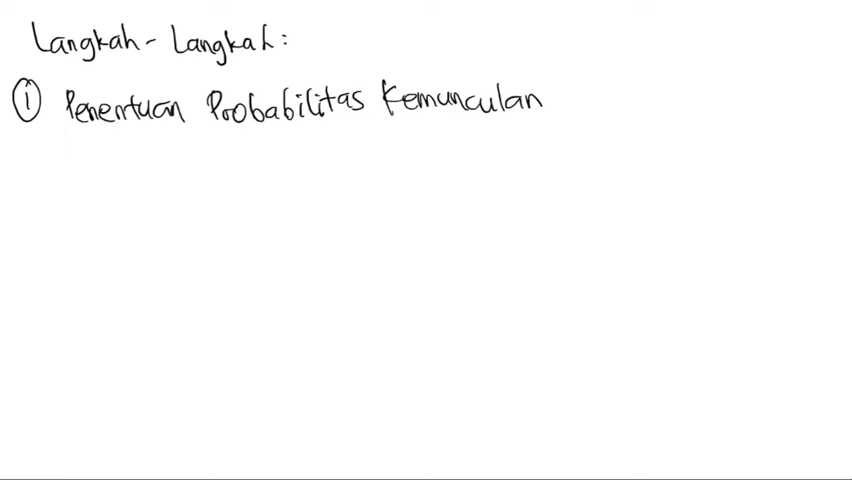 Langkah - Langkah :
① Penentuan Probabilitas Kemunculan